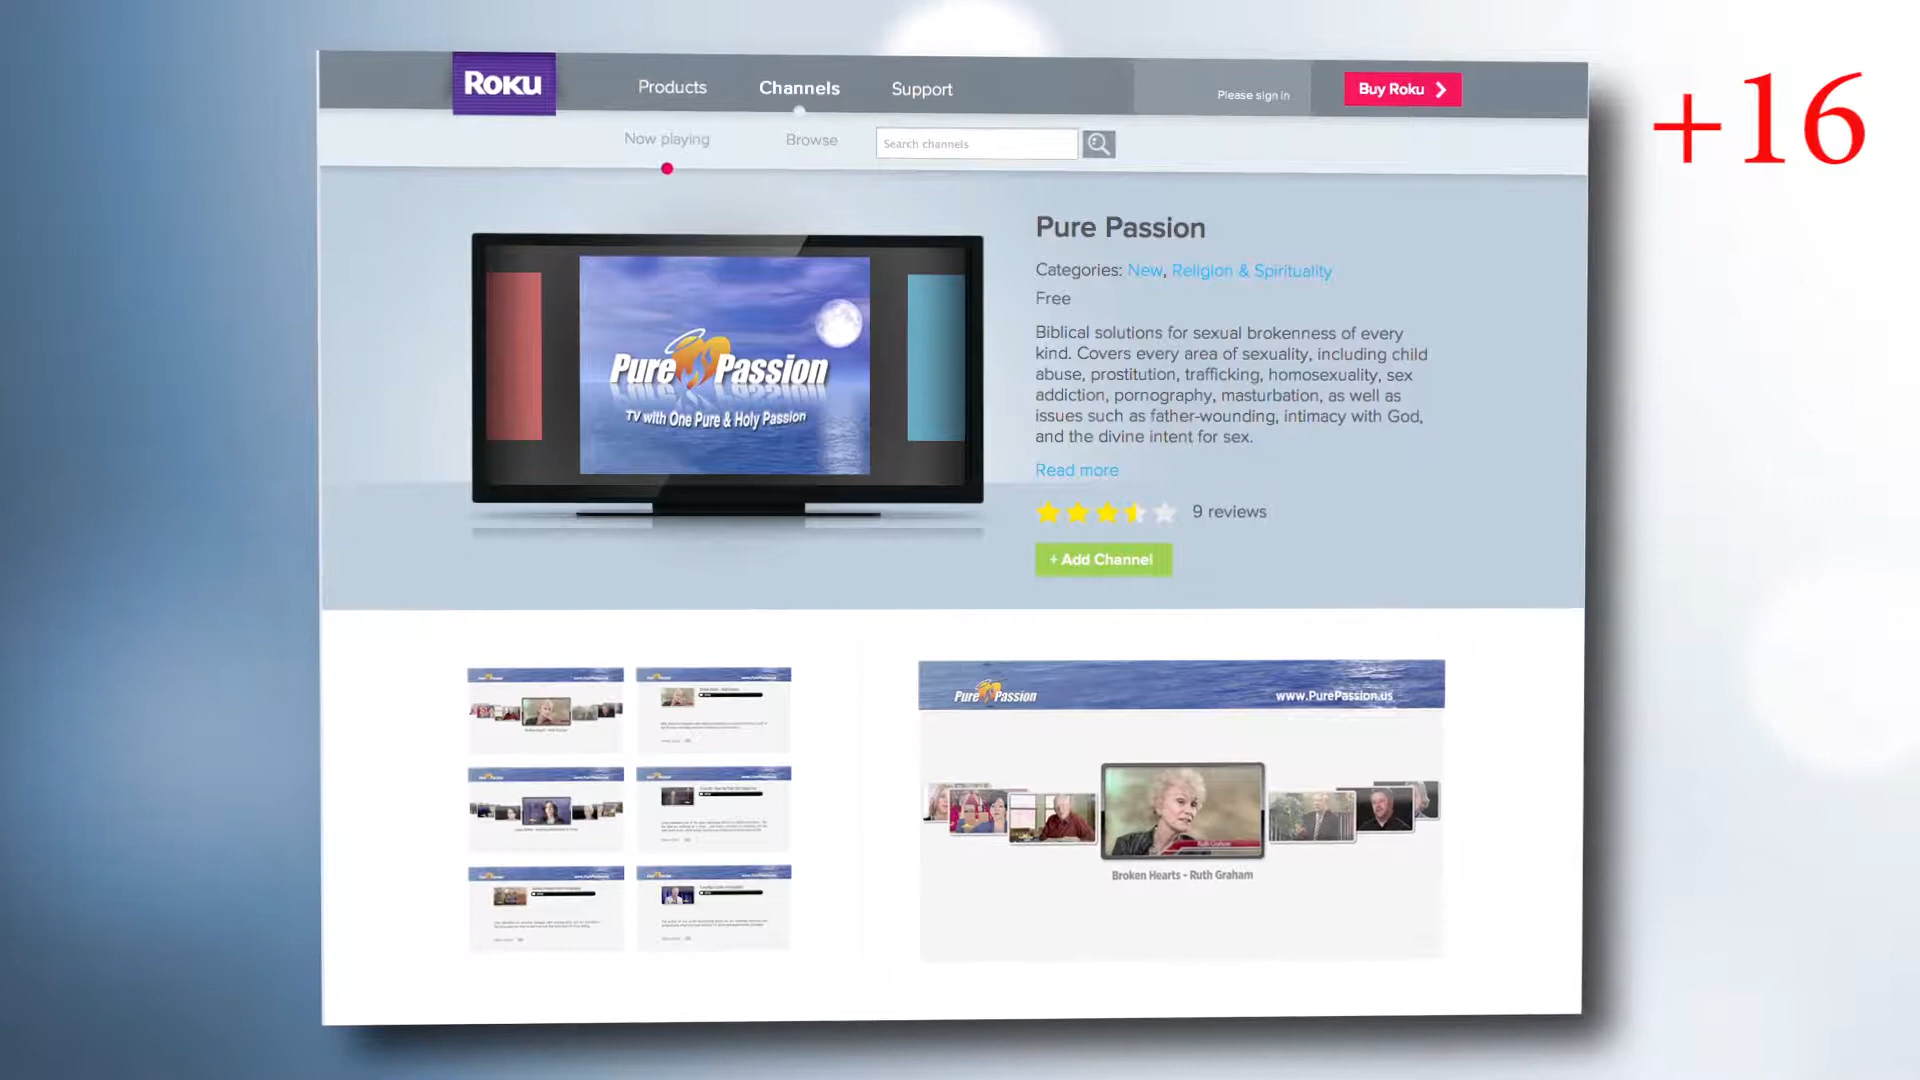 +16
Roku
Products
Channels
Support
Please sign in
Buy Roku
Now playing
Browse
Search channels
Pure Passion
Categories: New, Religion & Spirituality
Free
Biblical solutions for sexual brokenness of every
kind. Covers every area of sexuality, including child
abuse, prostitution, trafficking, homosexuality, sex
addiction, pornography, masturbation, as well as
issues such as father-wounding, intimacy with God,
and the divine intent for sex.
Read more
9 reviews
+ Add Channel
Pure Passion
TV with One Pure & Holy Passion
Pure Passion
www.PurePassion.us
Ruth Graham
Broken Hearts - Ruth Graham